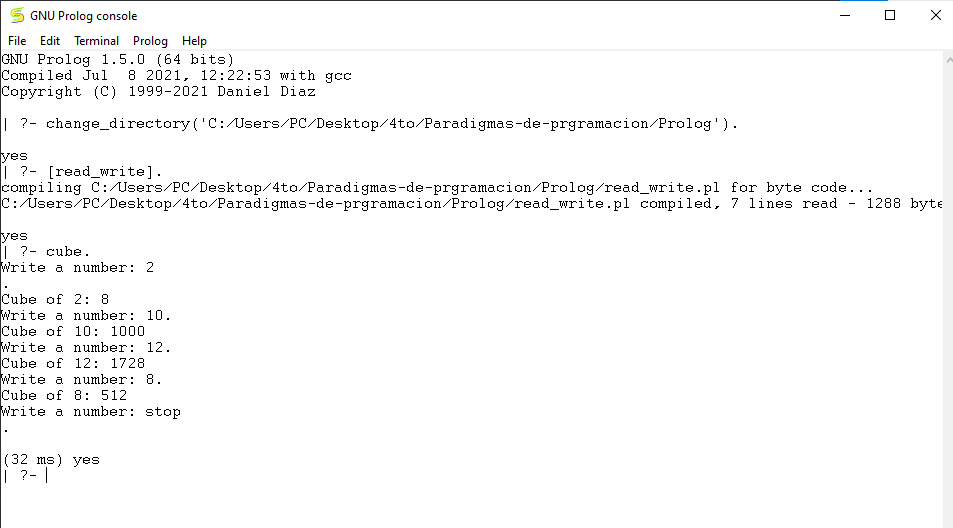 GNU Prolog console
File Edit Terminal Prolog Help
GNU Prolog 1.5.0 (64 bits)
Compiled Jul  8 2021, 12:22:53 with gcc
Copyright (C) 1999-2021 Daniel Diaz
| ?- change_directory('C:/Users/PC/Desktop/4to/Paradigmas-de-prgramacion/Prolog').
yes
| ?- [read_write].
compiling C:/Users/PC/Desktop/4to/Paradigmas-de-prgramacion/Prolog/read_write.pl for byte code...
C:/Users/PC/Desktop/4to/Paradigmas-de-prgramacion/Prolog/read_write.pl compiled, 7 lines read - 1288 byte
yes
| ?- cube.
Write a number: 2
.
Cube of 2: 8
Write a number: 10.
Cube of 10: 1000
Write a number: 12.
Cube of 12: 1728
Write a number: 8.
Cube of 8: 512
Write a number: stop
.
(32 ms) yes
| ?-